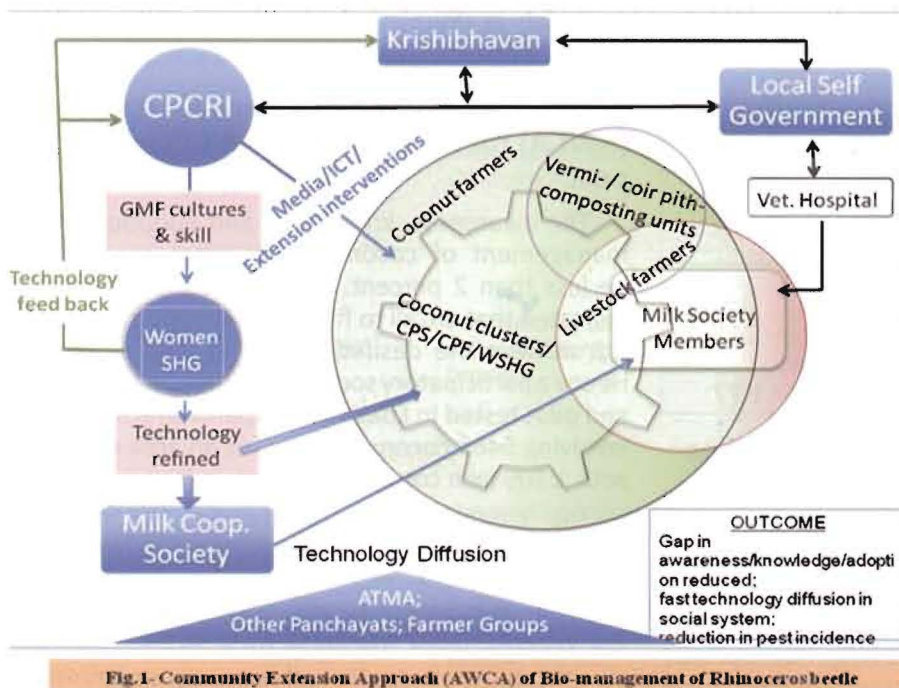 Krishibhavan
CPCRI
Local Self
Government
Media/ICT/
Extension interventions
Coconut farmers
Vermi- / coir pith-
composting units
Vet. Hospital
GMF cultures
& skill
Technology
feed back
Livestock farmers
Milk Society
Members
Women
SHG
Coconut clusters/
CPS/CPF/WSHG
Technology
refined
Milk Coop.
Society
Technology Diffusion
OUTCOME
Gap in
awareness/knowledge/adopti
on reduced;
fast technology diffusion in
social system;
reduction in pest incidence
ATMA;
Other Panchayats; Farmer Groups
Fig.1- Community Extension Approach (AWCA) of Bio-management of Rhinoceros beetle